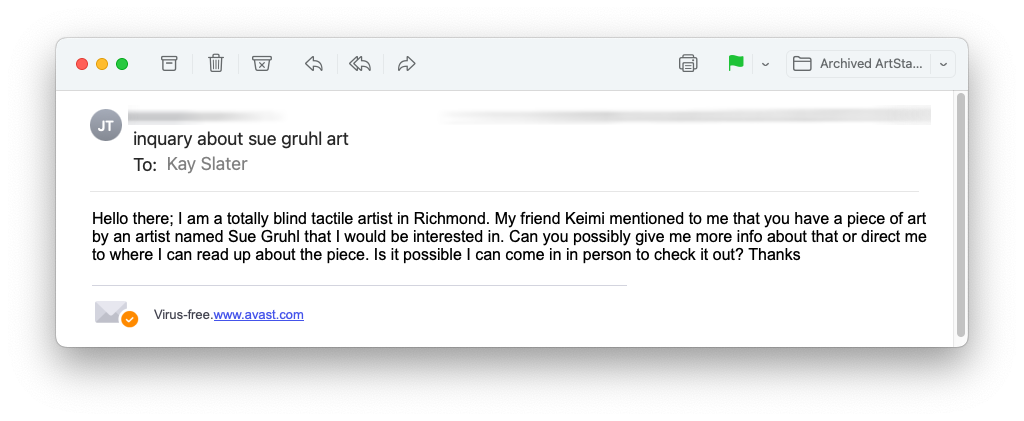 Archived ArtSta...
JT
inquary about sue gruhl art
To: Kay Slater
Hello there; I am a totally blind tactile artist in Richmond. My friend Keimi mentioned to me that you have a piece of art
by an artist named Sue Gruhl that I would be interested in. Can you possibly give me more info about that or direct me
to where I can read up about the piece. Is it possible I can come in in person to check it out? Thanks
Virus-free.www.avast.com